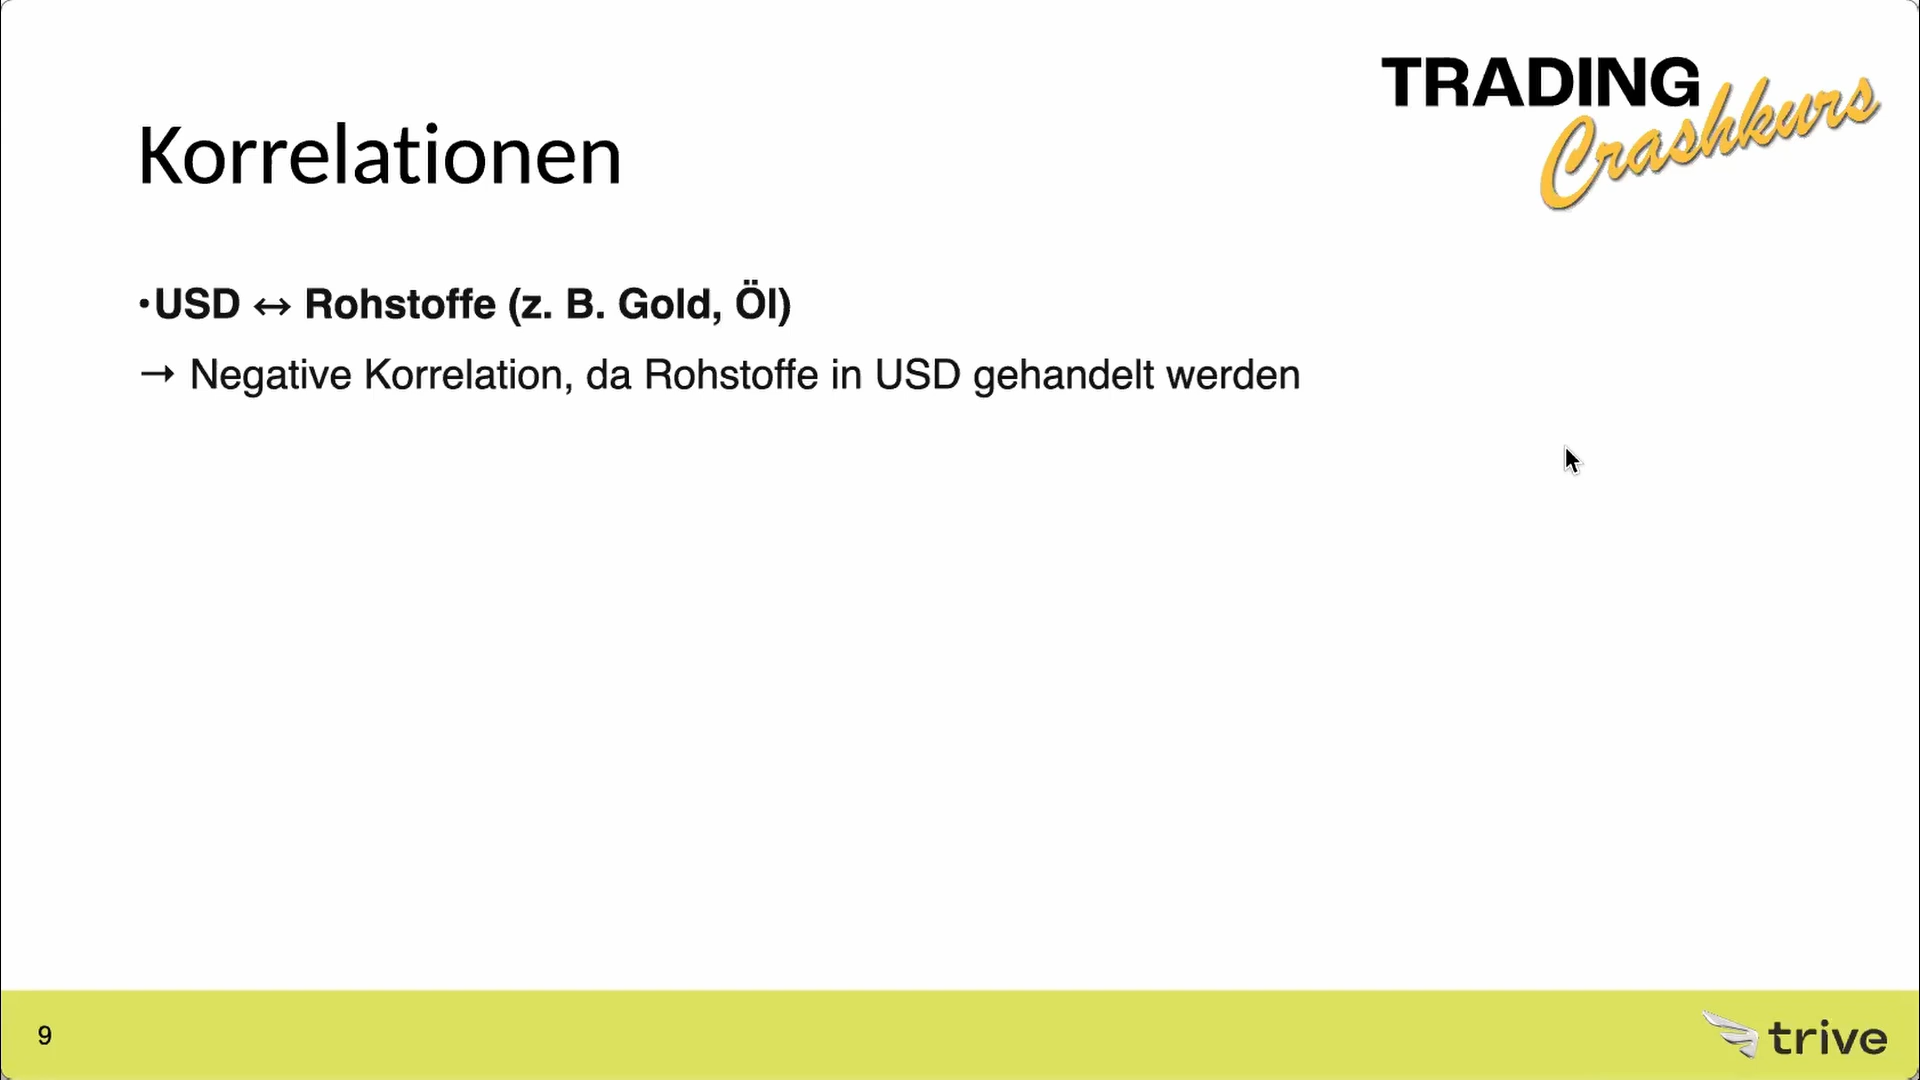 TRADING
Crashkurs
Korrelationen
•USD ↔ Rohstoffe (z. B. Gold, Öl)
→ Negative Korrelation, da Rohstoffe in USD gehandelt werden
9
trive